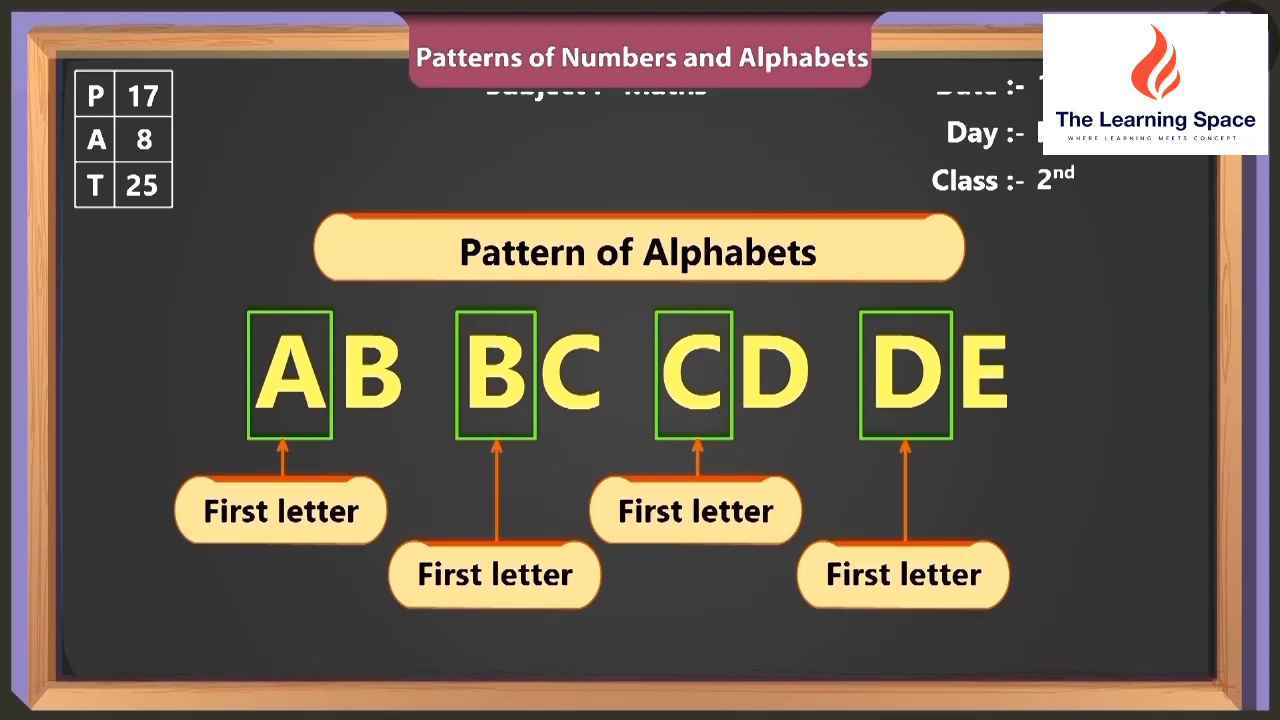 Patterns of Numbers and Alphabets
P 17
A 8
T 25
:-
Day :-
Class :- 2nd
The Learning Space
WHERE LEARNING MEETS CONCEPT
Pattern of Alphabets
AB BC CD DE
First letter First letter
First letter First letter